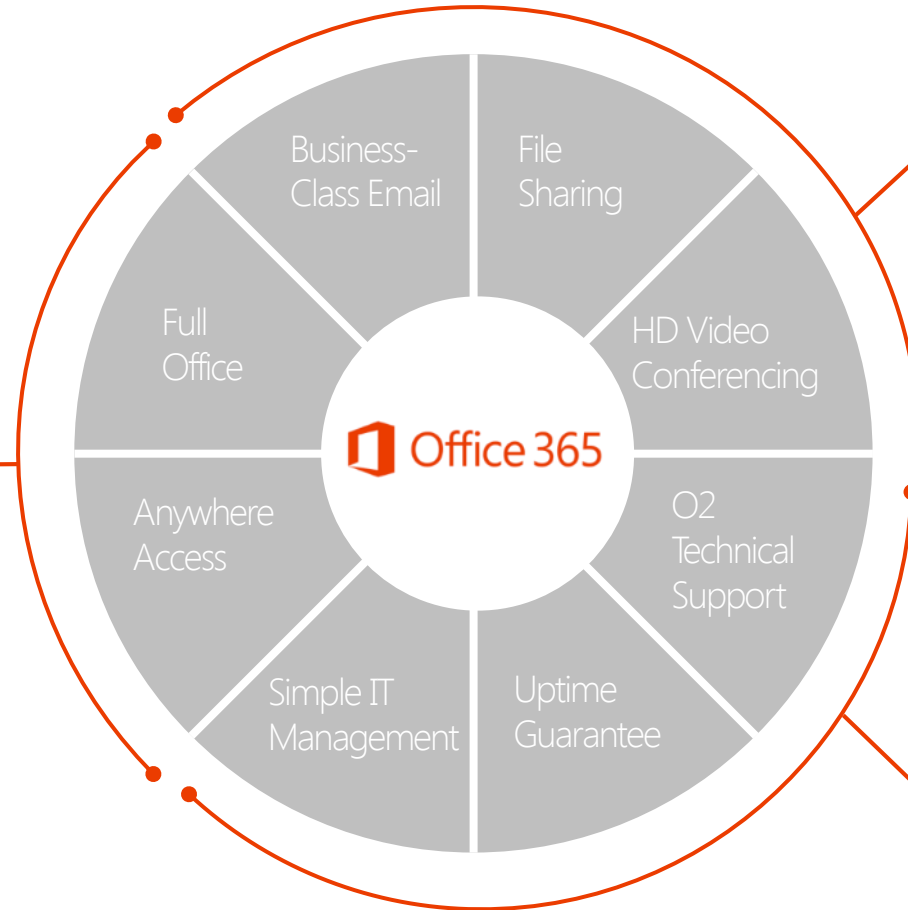 Business-
Class Email
File
Sharing
Full
Office
HD Video
Conferencing
Office 365
Anywhere
Access
O2
Technical
Support
Simple IT
Management
Uptime
Guarantee